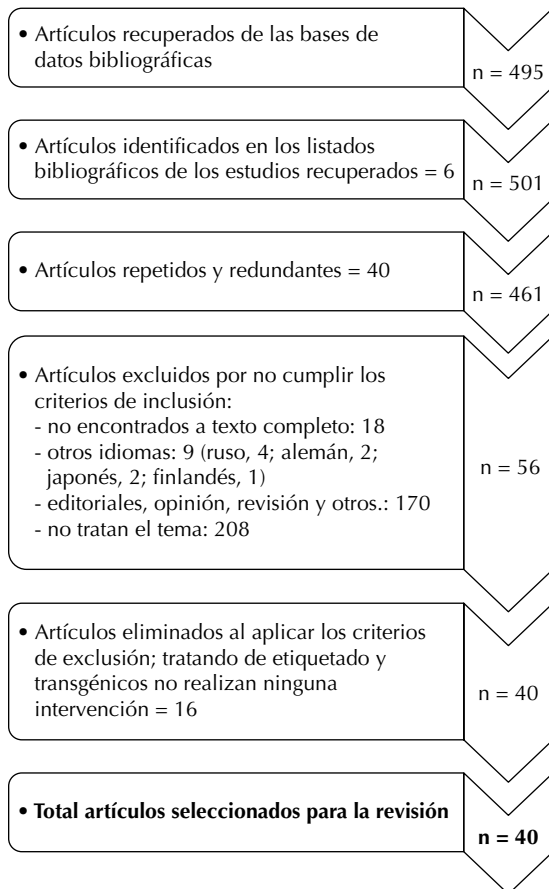 • Artículos recuperados de las bases de
datos bibliográficas
n = 495
• Artículos identificados en los listados
bibliográficos de los estudios recuperados = 6
n = 501
• Artículos repetidos y redundantes = 40
n = 461
• Artículos excluidos por no cumplir los
criterios de inclusión:
- no encontrados a texto completo: 18
- otros idiomas: 9 (ruso, 4; alemán, 2;
japonés, 2; finlandés, 1)
- editoriales, opinión, revisión y otros.: 170
- no tratan el tema: 208
n = 56
• Artículos eliminados al aplicar los criterios
de exclusión; tratando de etiquetado y
transgénicos no realizan ninguna
intervención = 16
n = 40
• Total artículos seleccionados para la revisión
n = 40